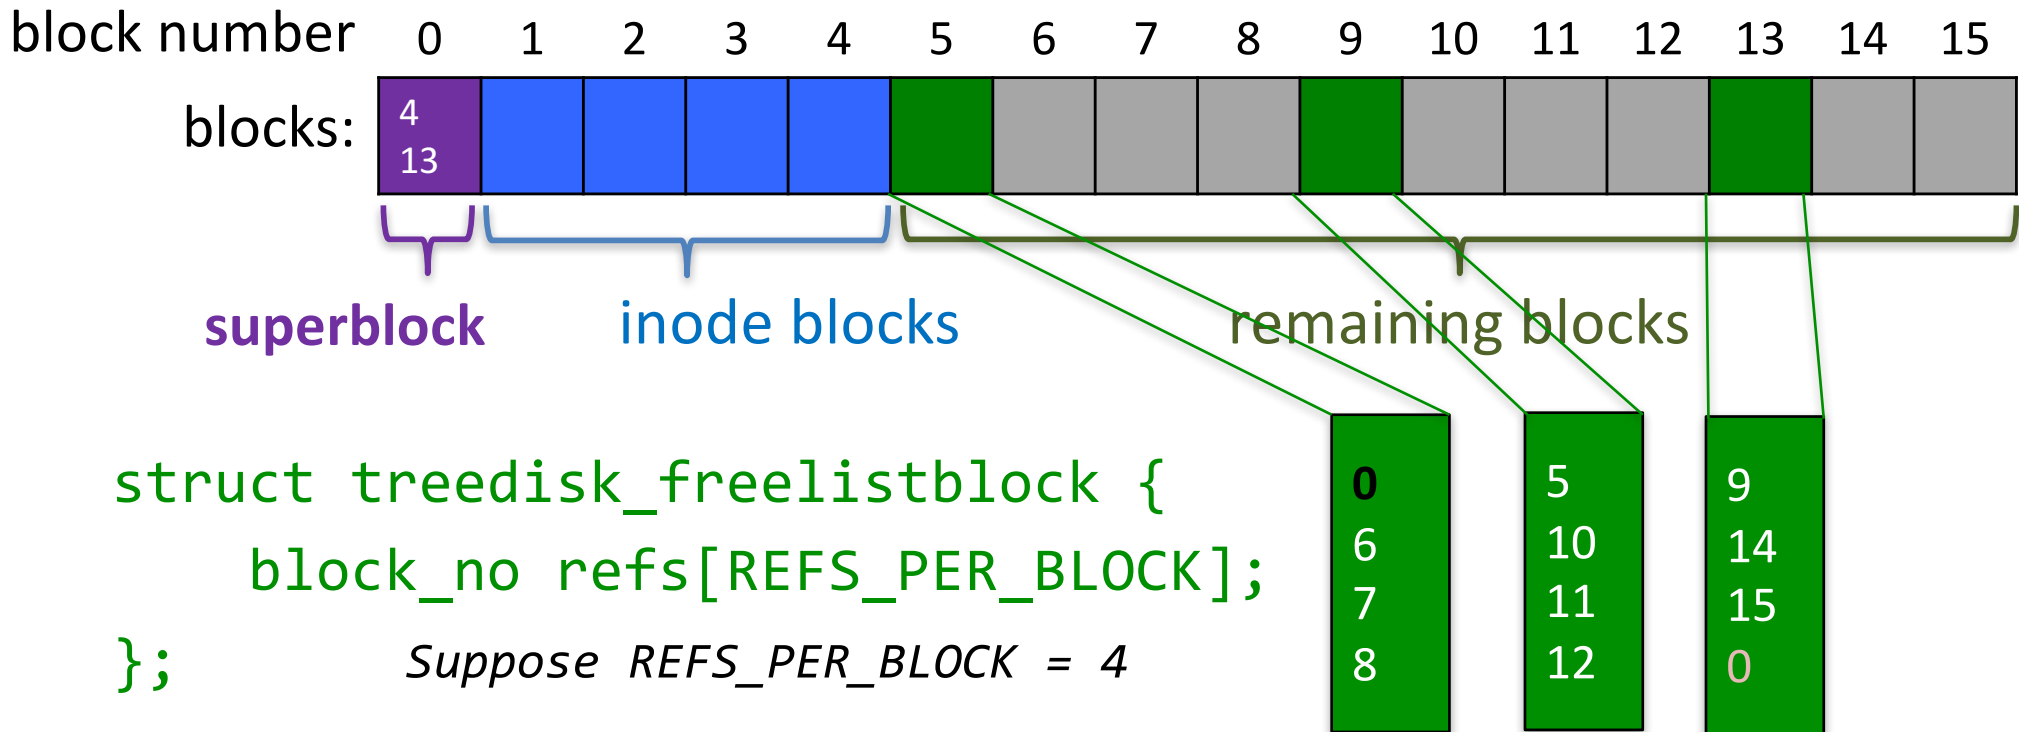 block number 0 1 2 3 4 5 6 7 8 9 10 11 12 13 14 15
blocks:
4
13
superblock
inode blocks
remaining blocks
struct treedisk_freelistblock {
block_no refs[REFS_PER_BLOCK];
};
Suppose REFS_PER_BLOCK = 4
0
6
7
8
5
10
11
12
9
14
15
0